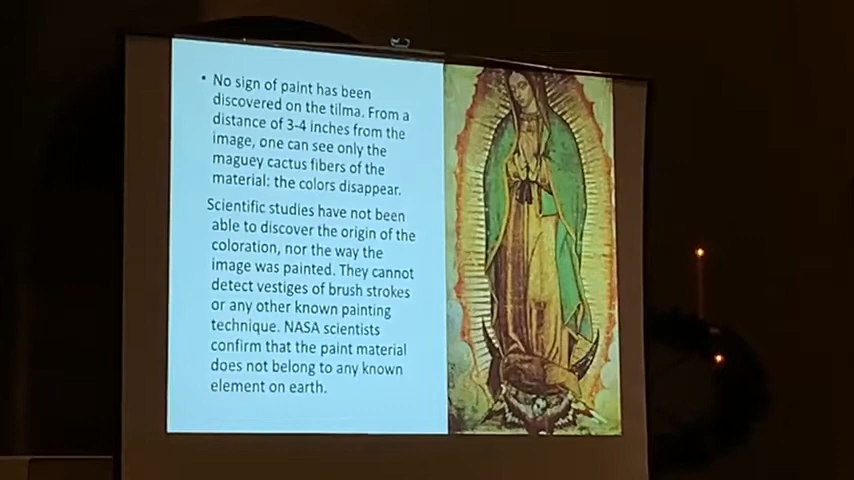 • No sign of paint has been
discovered on the tilma. From a
distance of 3-4 inches from the
image, one can see only the
maguey cactus fibers of the
material: the colors disappear.
Scientific studies have not been
able to discover the origin of the
coloration, nor the way the
image was painted. They cannot
detect vestiges of brush strokes
or any other known painting
technique. NASA scientists
confirm that the paint material
does not belong to any known
element on earth.